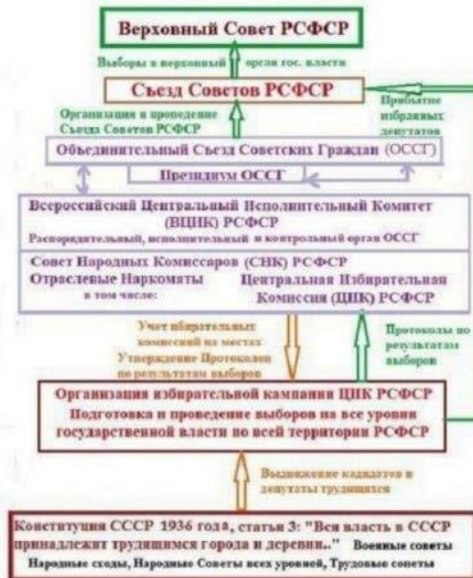 Верховный Совет РСФСР
Выборы в верховный орган гос. власти
Съезд Советов РСФСР
Организация и проведение
Съезда Советов РСФСР
Прибытие
избранных
депутатов
Объединительный Съезд Советских Граждан (ОССГ)
Президиум ОССГ
Всероссийский Центральный Исполнительный Комитет
(ВЦИК) РСФСР
Распорядительный, исполнительный и контрольный орган ОССГ
Совет Народных Комиссаров (СНК) РСФСР
Отраслевые Наркоматы
в том числе:
Центральная Избирательная
Комиссия (ЦИК) РСФСР
Учет збирательных
комиссий на местах
Утверждение Протоколов
по результатам выборов
Протоколы по
результатам
выборов
Организация избирательной кампании ЦИК РСФСР
Подготовка и проведение выборов на все уровни
государственной власти по всей территории РСФСР
Выдвижение кадидатов в
депутаты трудящихся
Конституция СССР 1936 года, статья 3: "Вся власть в СССР
принадлежит трудящимся города и деревни.." Военные советы
Народные сходы, Народные Советы всех уровней, Трудовые советы